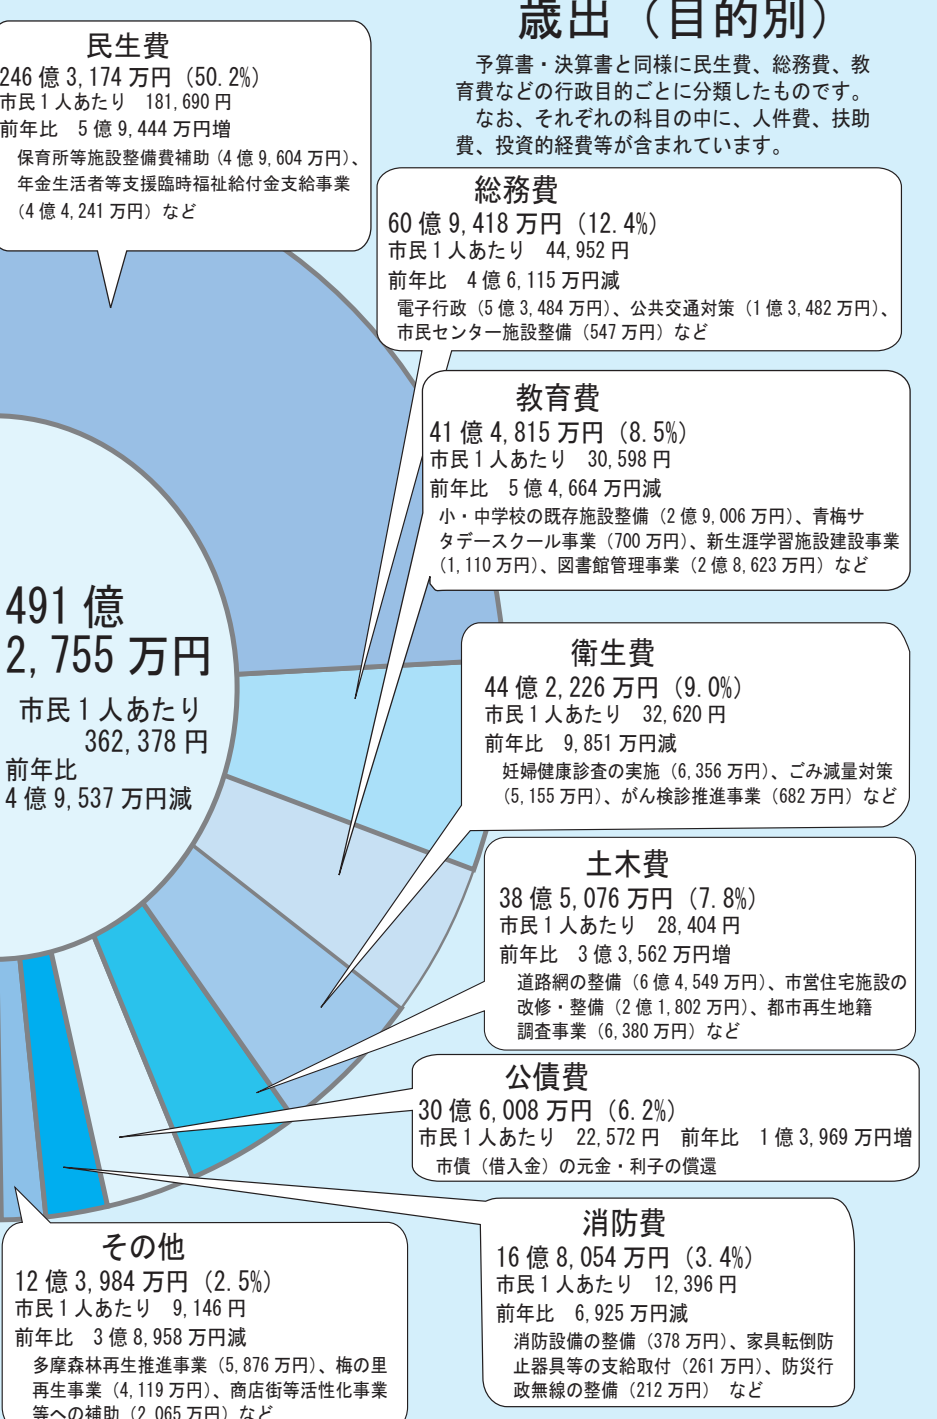 歳出（目的別）
予算書・決算書と同様に民生費、総務費、教
育費などの行政目的ごとに分類したものです。
なお、それぞれの科目の中に、人件費、扶助
費、投資的経費等が含まれています。
民生費
246億3,174万円（50.2%）
市民1人あたり　181,690円
前年比　5億9,444万円増
保育所等施設整備費補助（4億9,604万円）、
年金生活者等支援臨時福祉給付金支給事業
（4億4,241万円）など
総務費
60億9,418万円（12.4%）
市民1人あたり　44,952円
前年比　4億6,115万円減
電子行政（5億3,484万円）、公共交通対策（1億3,482万円）、
市民センター施設整備（547万円）など
教育費
41億4,815万円（8.5%）
市民1人あたり　30,598円
前年比　5億4,664万円減
小・中学校の既存施設整備（2億9,006万円）、青梅サ
タデースクール事業（700万円）、新生涯学習施設建設事業
（1,110万円）、図書館管理事業（2億8,623万円）など
491億
2,755万円
市民1人あたり
362,378円
前年比
4億9,537万円減
衛生費
44億2,226万円（9.0%）
市民1人あたり　32,620円
前年比　9,851万円減
妊婦健康診査の実施（6,356万円）、ごみ減量対策
（5,155万円）、がん検診推進事業（682万円）など
土木費
38億5,076万円（7.8%）
市民1人あたり　28,404円
前年比　3億3,562万円増
道路網の整備（6億4,549万円）、市営住宅施設の
改修・整備（2億1,802万円）、都市再生地籍
調査事業（6,380万円）など
公債費
30億6,008万円（6.2%）
市民1人あたり　22,572円　前年比　1億3,969万円増
市債（借入金）の元金・利子の償還
消防費
16億8,054万円（3.4%）
市民1人あたり　12,396円
前年比　6,925万円減
消防設備の整備（378万円）、家具転倒防
止器具等の支給取付（261万円）、防災行
政無線の整備（212万円）　など
その他
12億3,984万円（2.5%）
市民1人あたり　9,146円
前年比　3億8,958万円減
多摩森林再生推進事業（5,876万円）、梅の里
再生事業（4,119万円）、商店街等活性化事業
等への補助（2,065万円）など